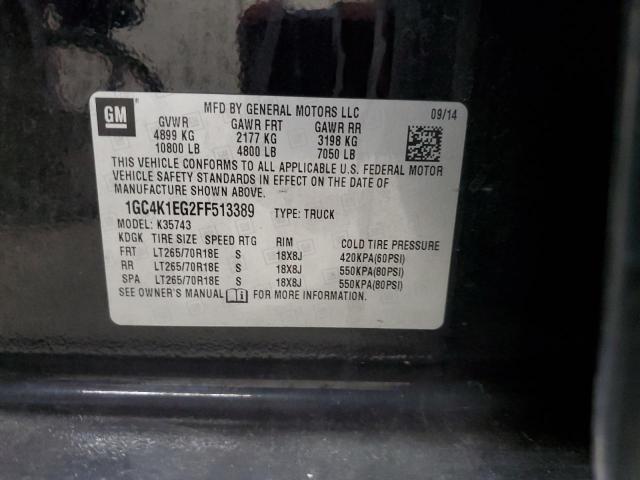 GM
MFD BY GENERAL MOTORS LLC 09/14
GVWR GAWR FRT GAWR RR
4899 KG 2177 KG 3198 KG
10800 LB 4800 LB 7050 LB
THIS VEHICLE CONFORMS TO ALL APPLICABLE U.S. FEDERAL MOTOR
VEHICLE SAFETY STANDARDS IN EFFECT ON THE DATE OF
MANUFACTURE SHOWN ABOVE.
1GC4K1EG2FF513389 TYPE: TRUCK
MODEL: K35743
KDGK TIRE SIZE SPEED RTG RIM COLD TIRE PRESSURE
FRT LT265/70R18E S 18X8J 420KPA(60PSI)
RR LT265/70R18E S 18X8J 550KPA(80PSI)
SPA LT265/70R18E S 18X8J 550KPA(80PSI)
SEE OWNER'S MANUAL FOR MORE INFORMATION.